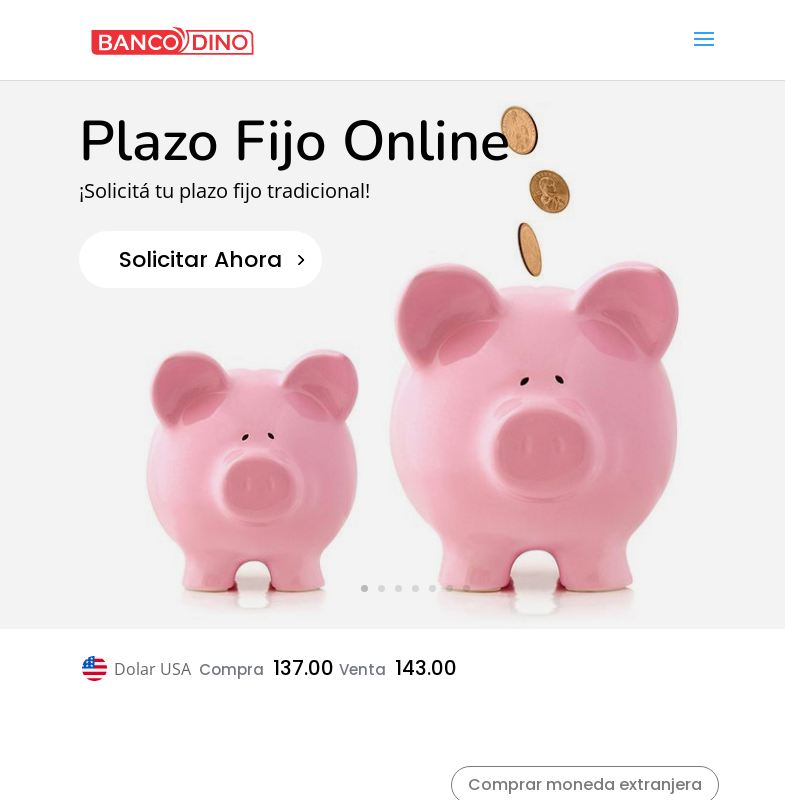 BANCO DINO
Plazo Fijo Online
¡Solicitá tu plazo fijo tradicional!
Solicitar Ahora
Dolar USA Compra 137.00 Venta 143.00
Comprar moneda extranjera